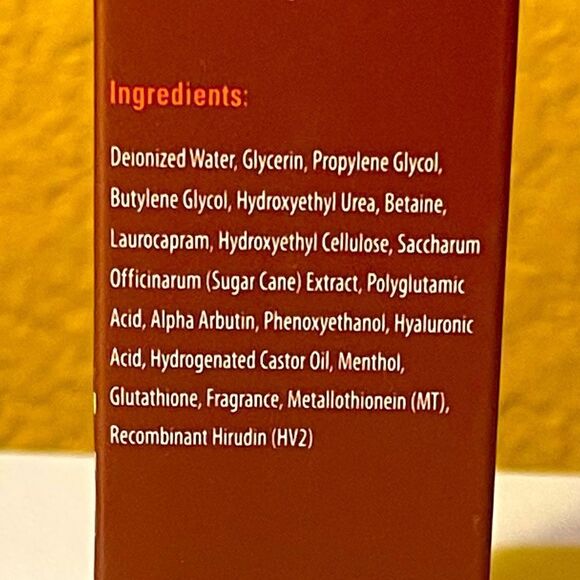 Ingredients:
Deionized Water, Glycerin, Propylene Glycol,
Butylene Glycol, Hydroxyethyl Urea, Betaine,
Laurocapram, Hydroxyethyl Cellulose, Saccharum
Officinarum (Sugar Cane) Extract, Polyglutamic
Acid, Alpha Arbutin, Phenoxyethanol, Hyaluronic
Acid, Hydrogenated Castor Oil, Menthol,
Glutathione, Fragrance, Metallothionein (MT),
Recombinant Hirudin (HV2)